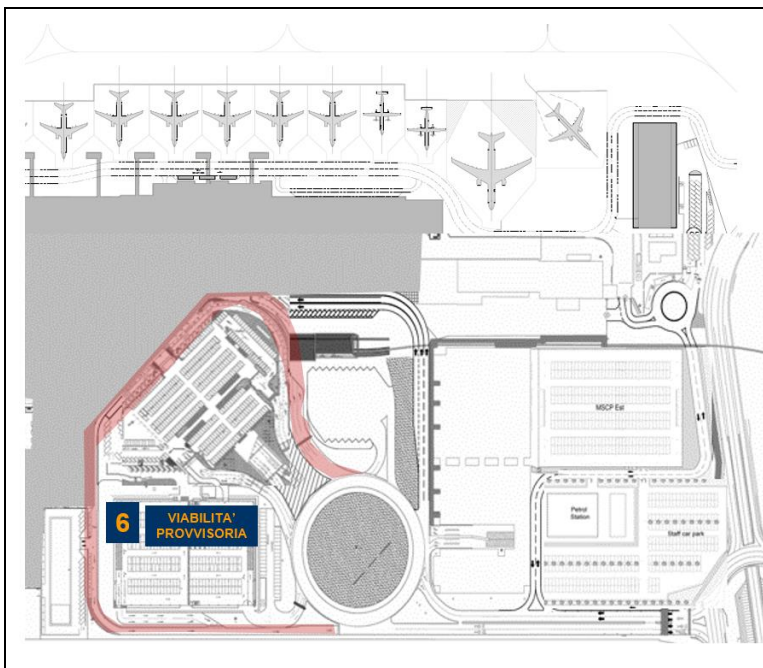 MSCP Est
6
VIABILITA'
PROVVISORIA
Petrol
Station
Staff car park